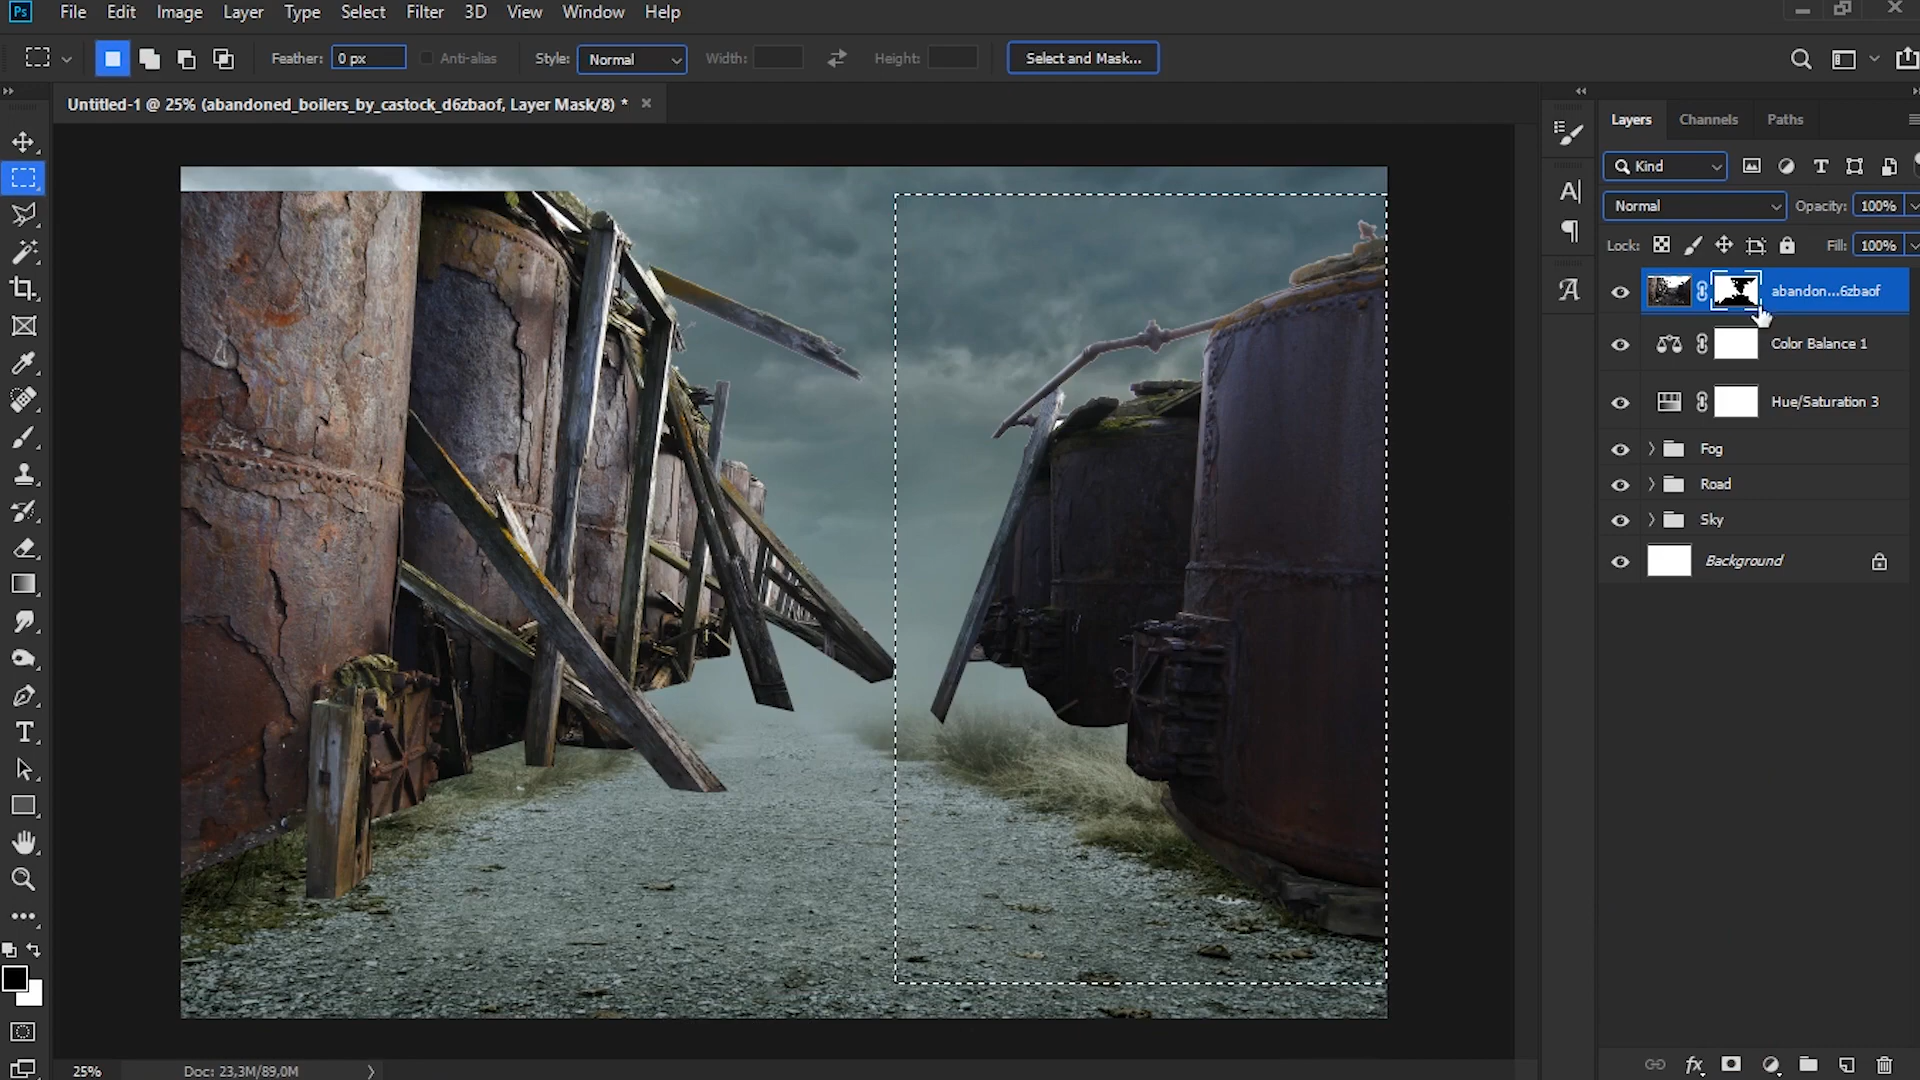 Ps File Edit Image Layer Type Select Filter 3D View Window Help
Feather: 0 px Anti-alias Style: Normal Width: Height: Select and Mask...
Untitled-1 @ 25% (abandoned_boilers_by_castock_d6zbaof, Layer Mask/8) * ×
Layers Channels Paths
Kind
Normal Opacity: 100%
Lock: Fill: 100%
abandon...6zbaof
Color Balance 1
Hue/Saturation 3
Fog
Road
Sky
Background
25% Doc: 23,3M/89,0M